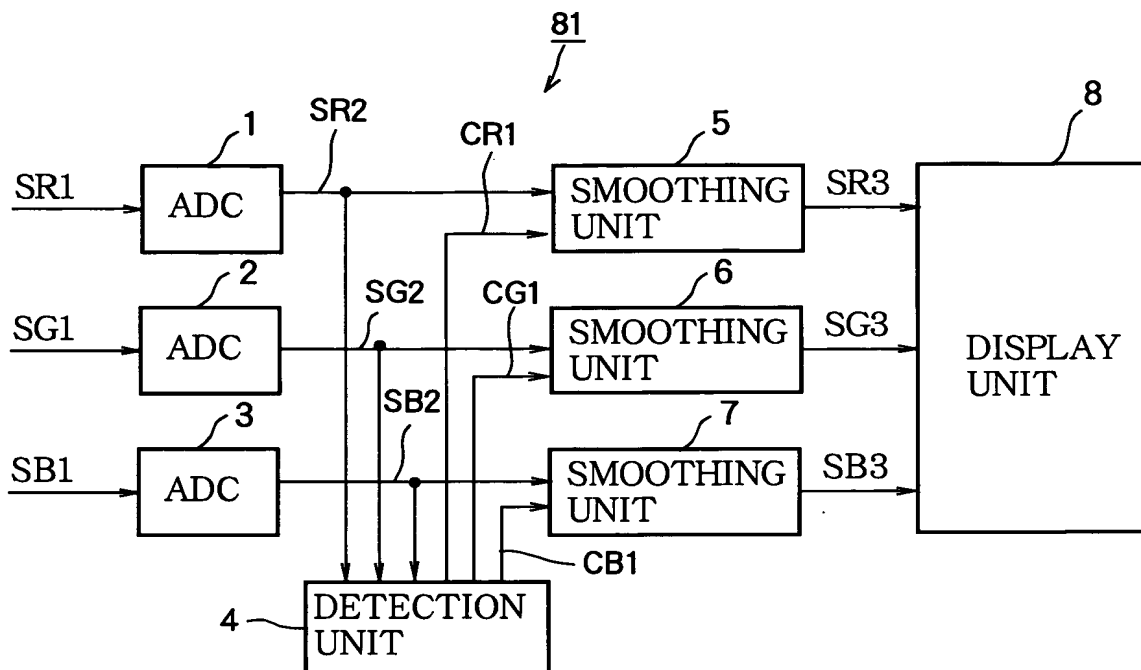 81
SR2
CR1
1
5
8
SR1
ADC
SMOOTHING
UNIT
SR3
2
SG2
CG1
6
SG1
ADC
SMOOTHING
UNIT
SG3
DISPLAY
UNIT
3
SB2
7
SB1
ADC
SMOOTHING
UNIT
SB3
CB1
4
DETECTION
UNIT